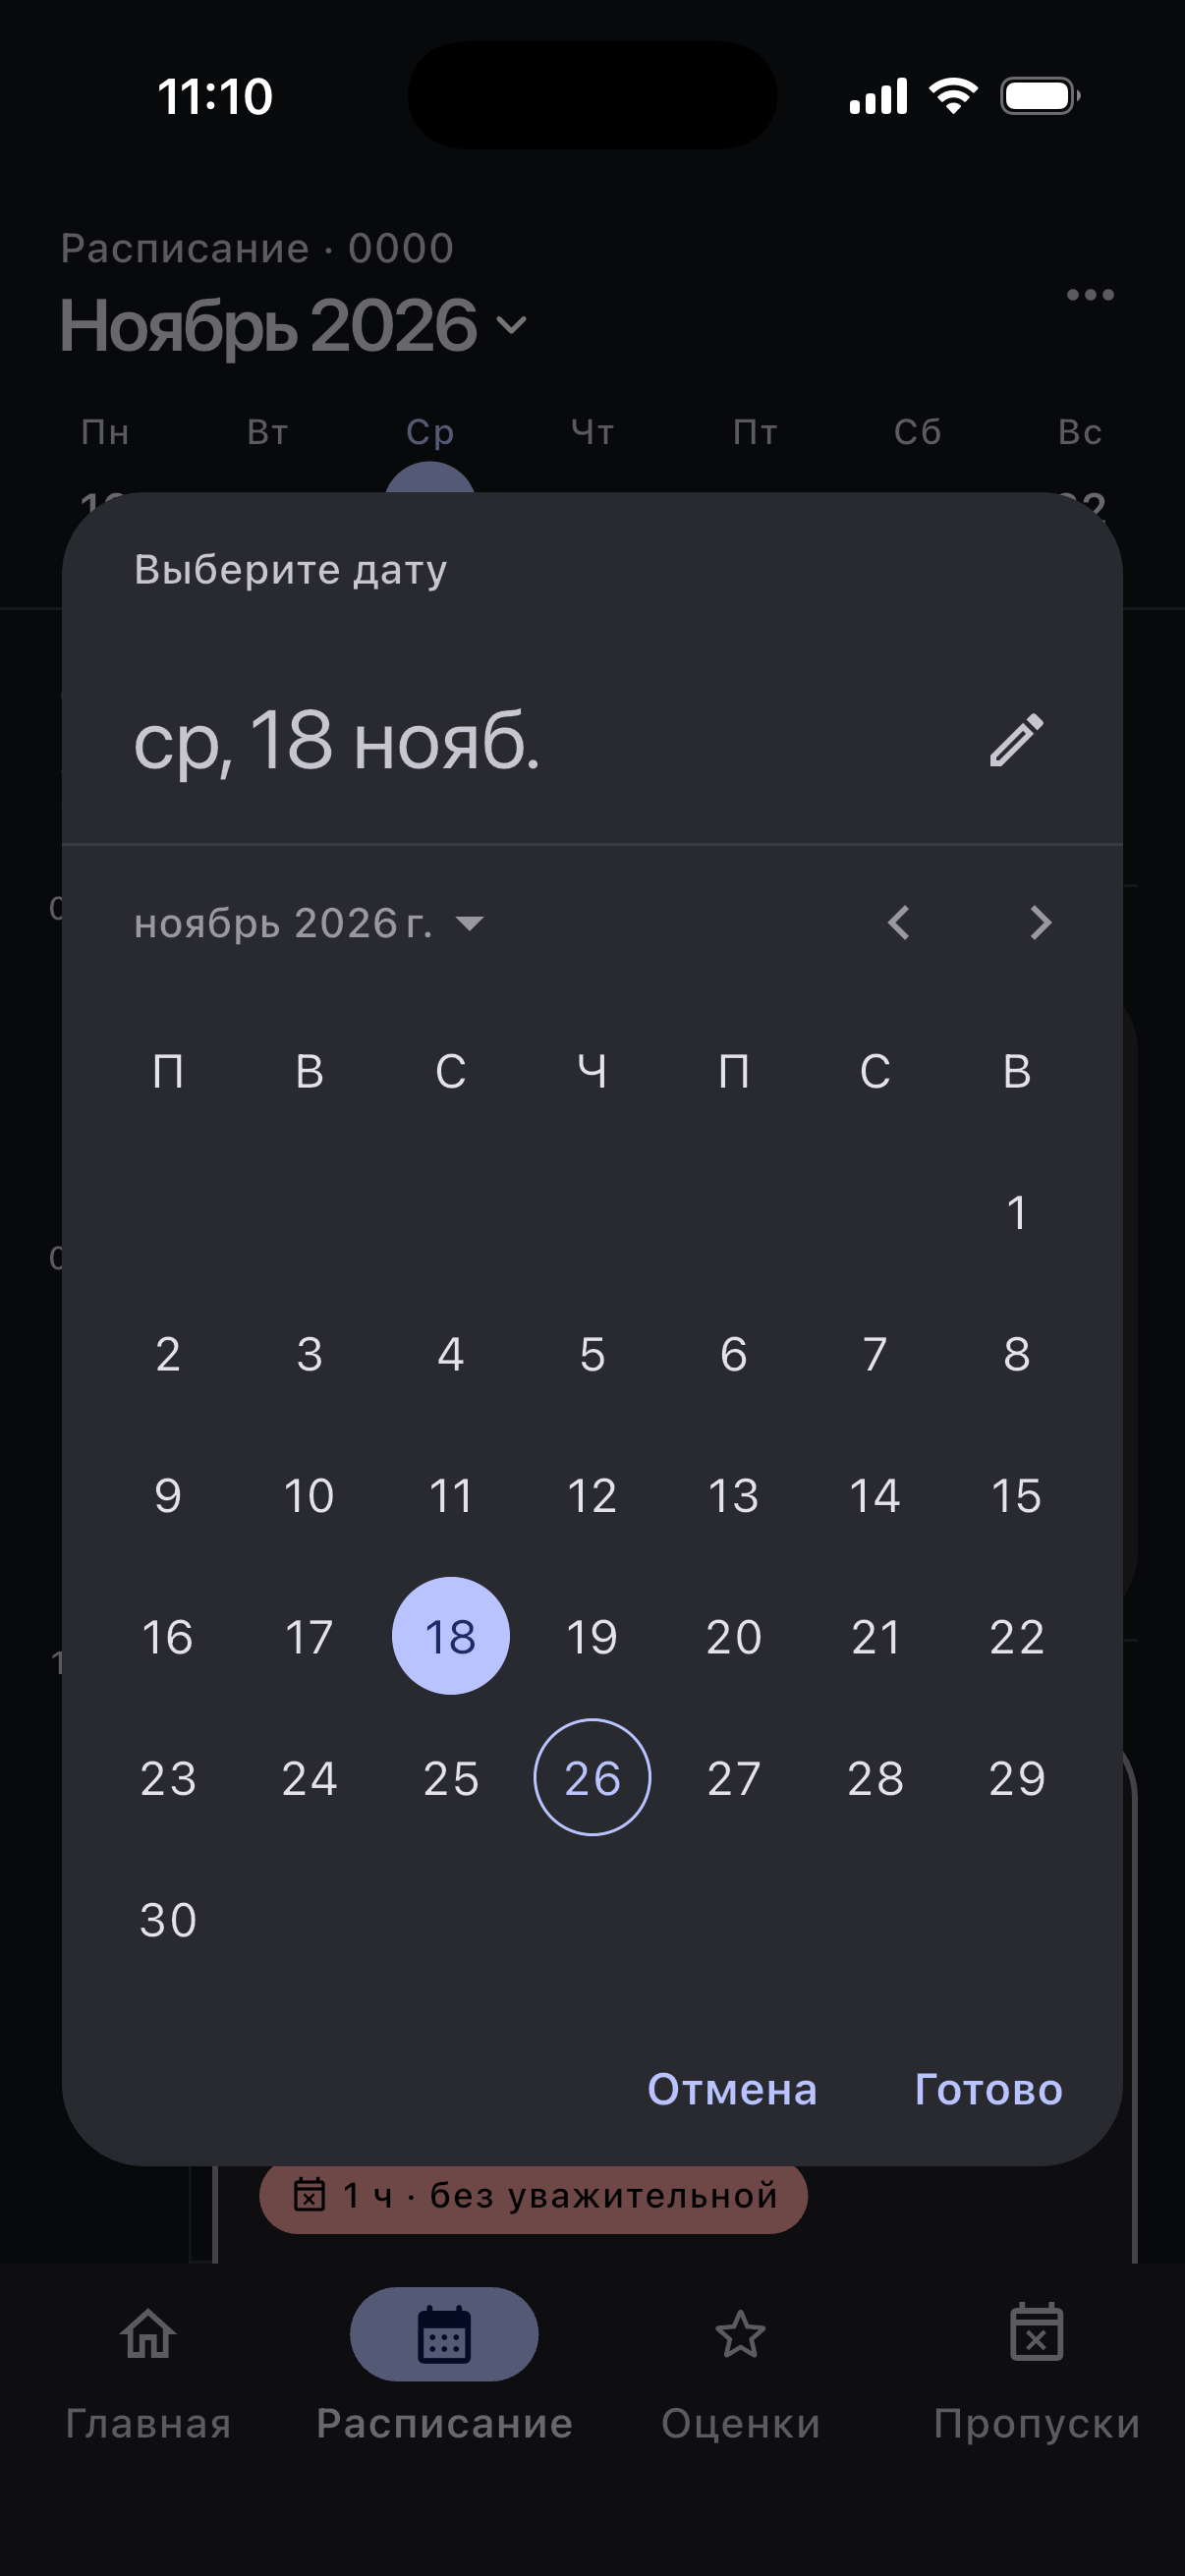 11:10
Расписание · 0000
Ноябрь 2026
Пн Вт Ср Чт Пт Сб Вс
Выберите дату
ср, 18 нояб.
ноябрь 2026 г.
П В С Ч П С В
1
2 3 4 5 6 7 8
9 10 11 12 13 14 15
16 17 18 19 20 21 22
23 24 25 26 27 28 29
30
Отмена Готово
1 ч · без уважительной
Главная Расписание Оценки Пропуски